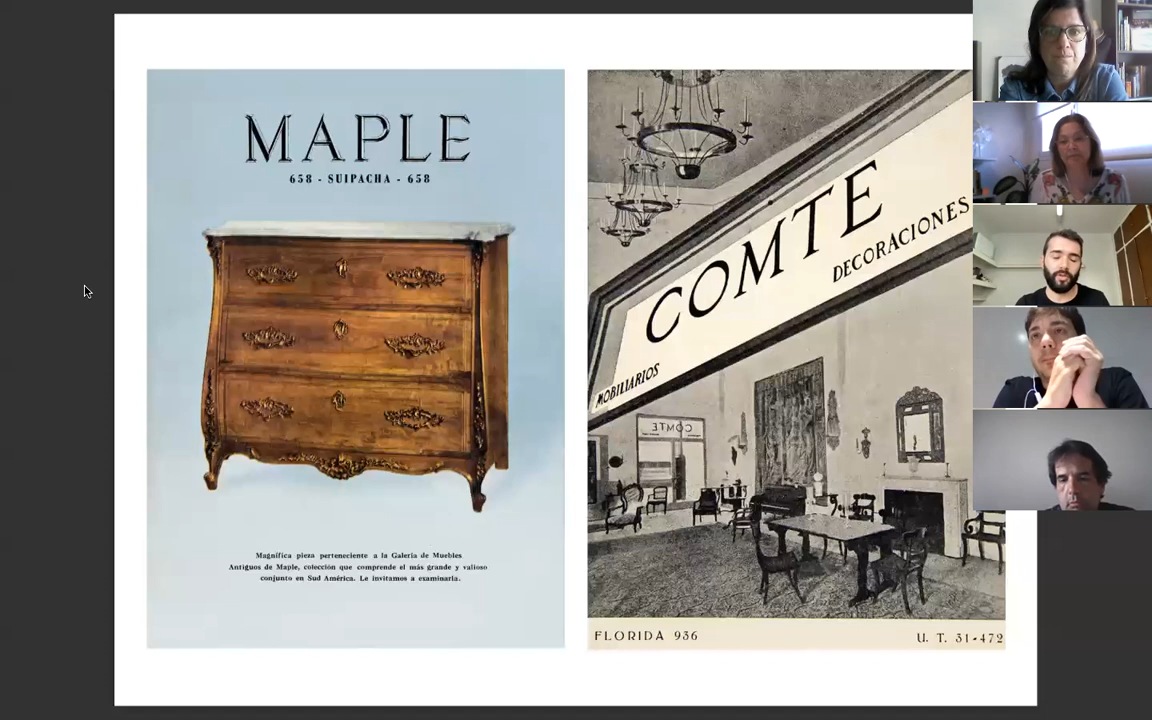 MAPLE
658 - SUIPACHA - 658
Magnífica pieza perteneciente a la Galería de Muebles
Antiguos de Maple, colección que comprende el más grande y valioso
conjunto en Sud América. Le invitamos a examinarla.
COMTE
DECORACIONES
MOBILIARIOS
COMTE
FLORIDA 936
U. T. 31-472